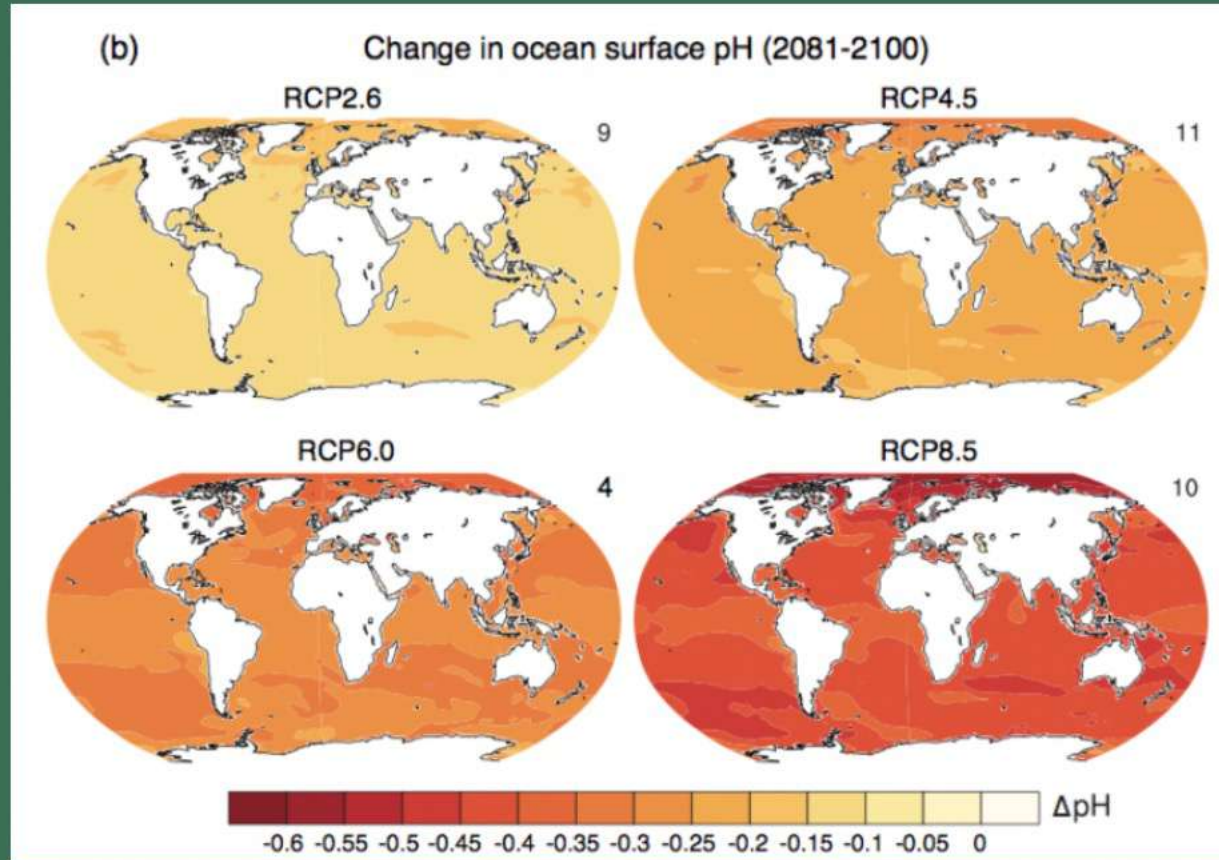 (b) Change in ocean surface pH (2081-2100)
RCP2.6
9
RCP4.5
11
RCP6.0
4
RCP8.5
10
ΔpH
-0.6 -0.55 -0.5 -0.45 -0.4 -0.35 -0.3 -0.25 -0.2 -0.15 -0.1 -0.05 0